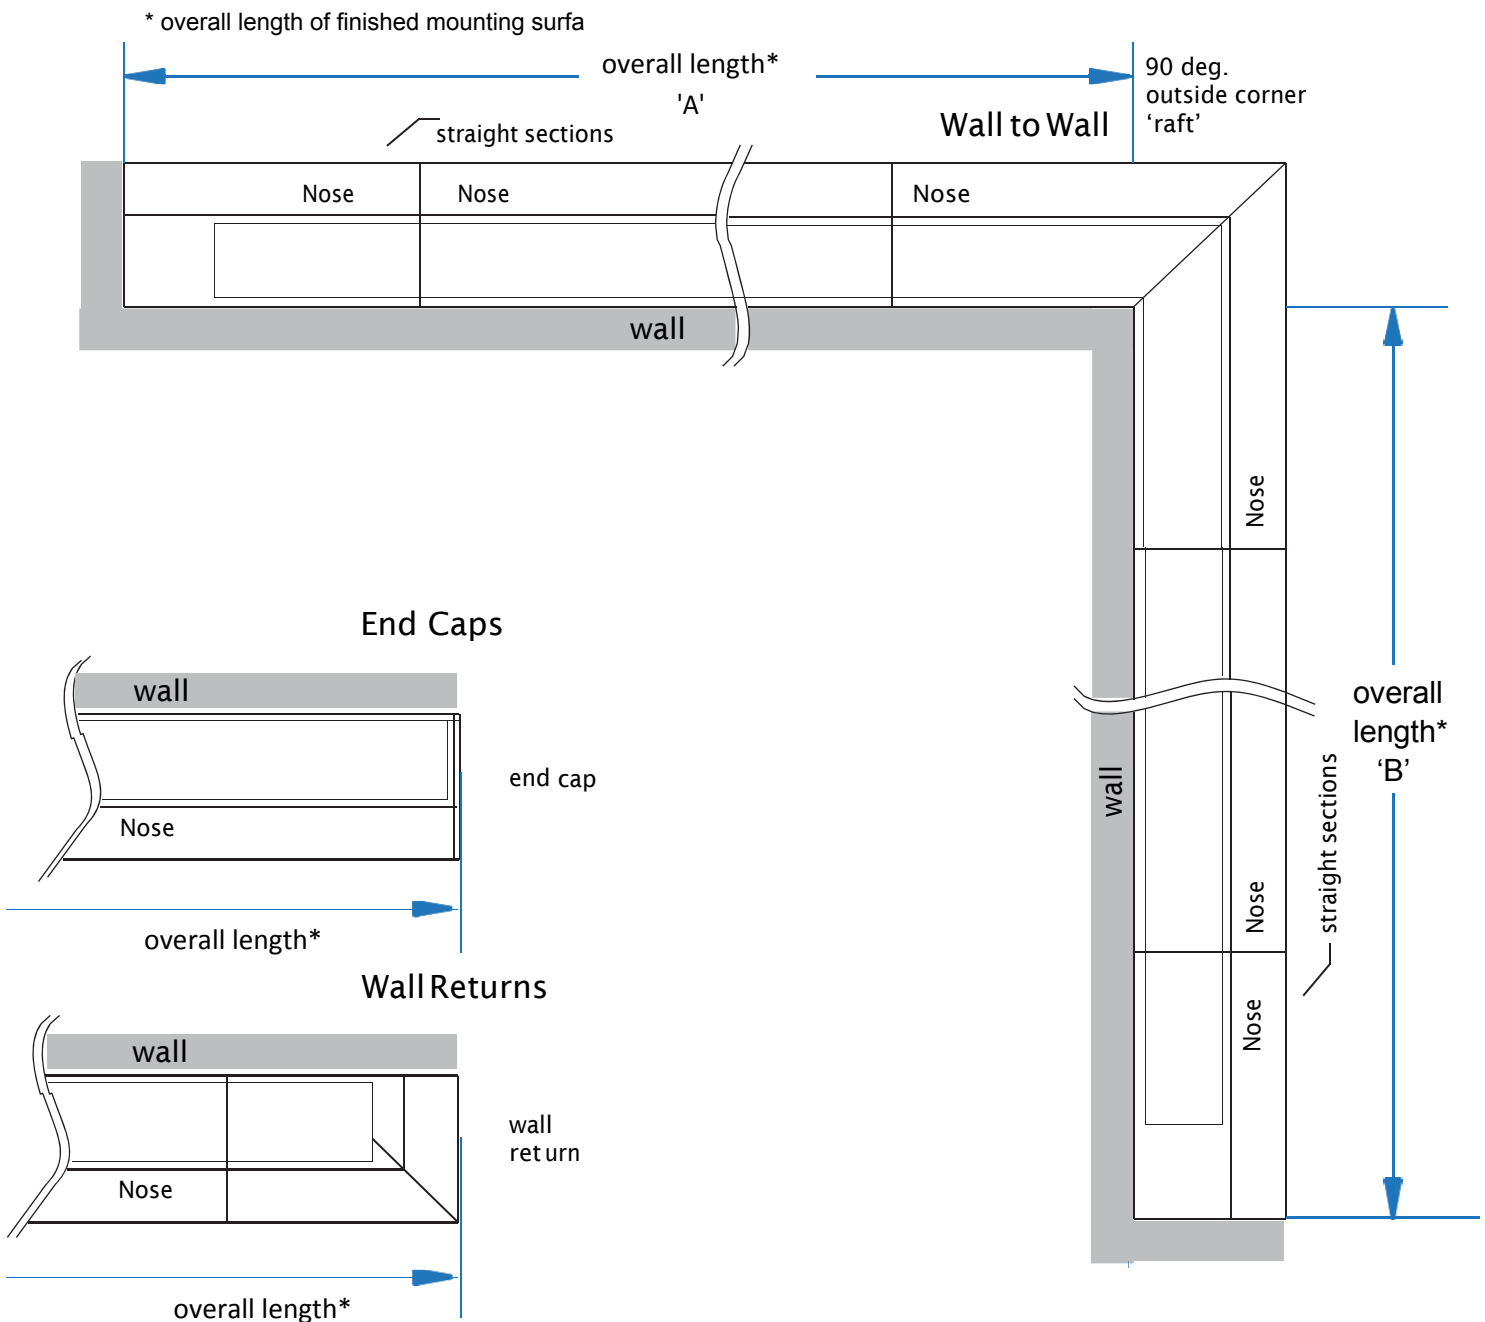 * overall length of finished mounting surfa
overall length*
'A'
90 deg.
outside corner
‘raft’
Wall to Wall
straight sections
Nose
Nose
Nose
wall
Nose
End Caps
wall
end cap
Nose
overall length*
overall
length*
‘B’
straight sections
wall
Nose
Nose
Wall Returns
wall
wall
return
Nose
overall length*